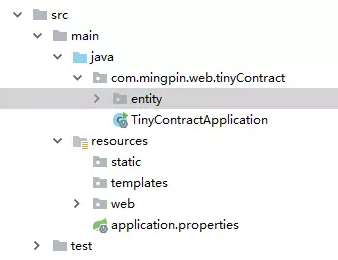 src
main
java
com.mingpin.web.tinyContract
entity
TinyContractApplication
resources
static
templates
web
application.properties
test